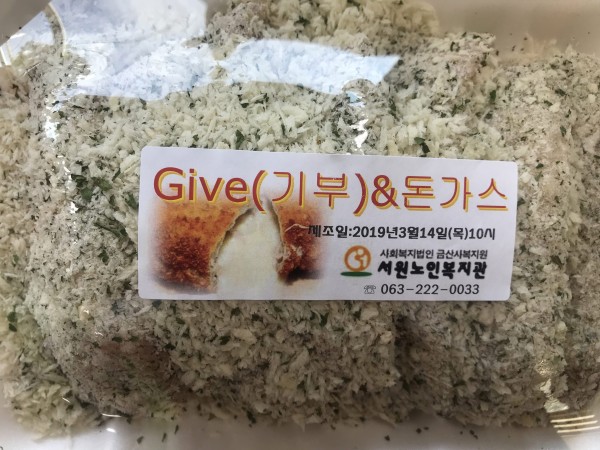 Give(기부)&돈가스
제조일:2019년3월14일(목)10시
사회복지법인 금산사복지원
서원노인복지관
☏ 063-222-0033